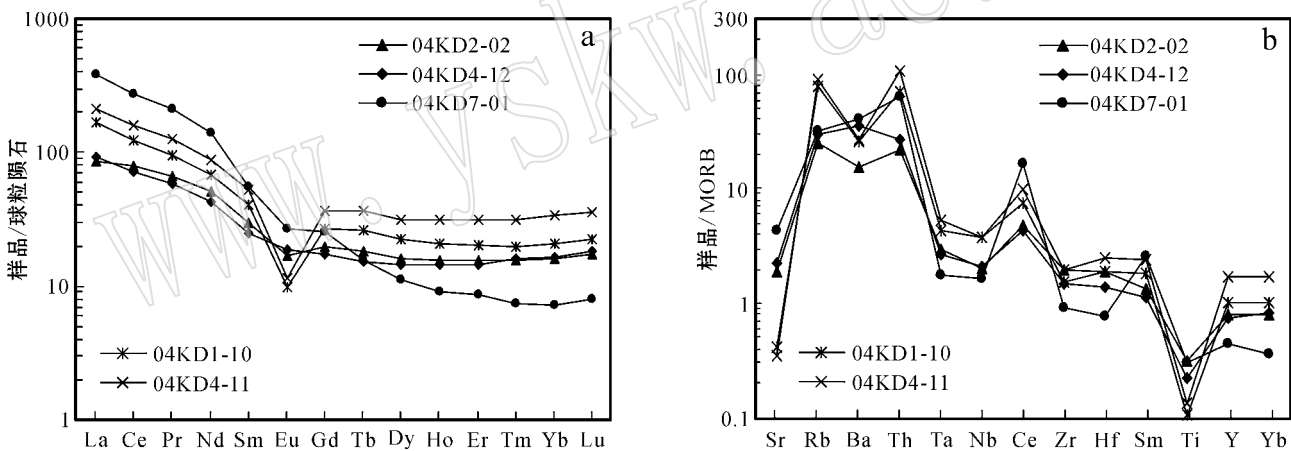 1000
a
04KD2-02
04KD4-12
04KD7-01
100
样品/球粒陨石
10
04KD1-10
04KD4-11
1
La Ce Pr Nd Sm Eu Gd Tb Dy Ho Er Tm Yb Lu
300
b
04KD2-02
04KD4-12
04KD7-01
100
样品/MORB
10
1
04KD1-10
04KD4-11
0.1
Sr Rb Ba Th Ta Nb Ce Zr Hf Sm Ti Y Yb
www.yskw.ac